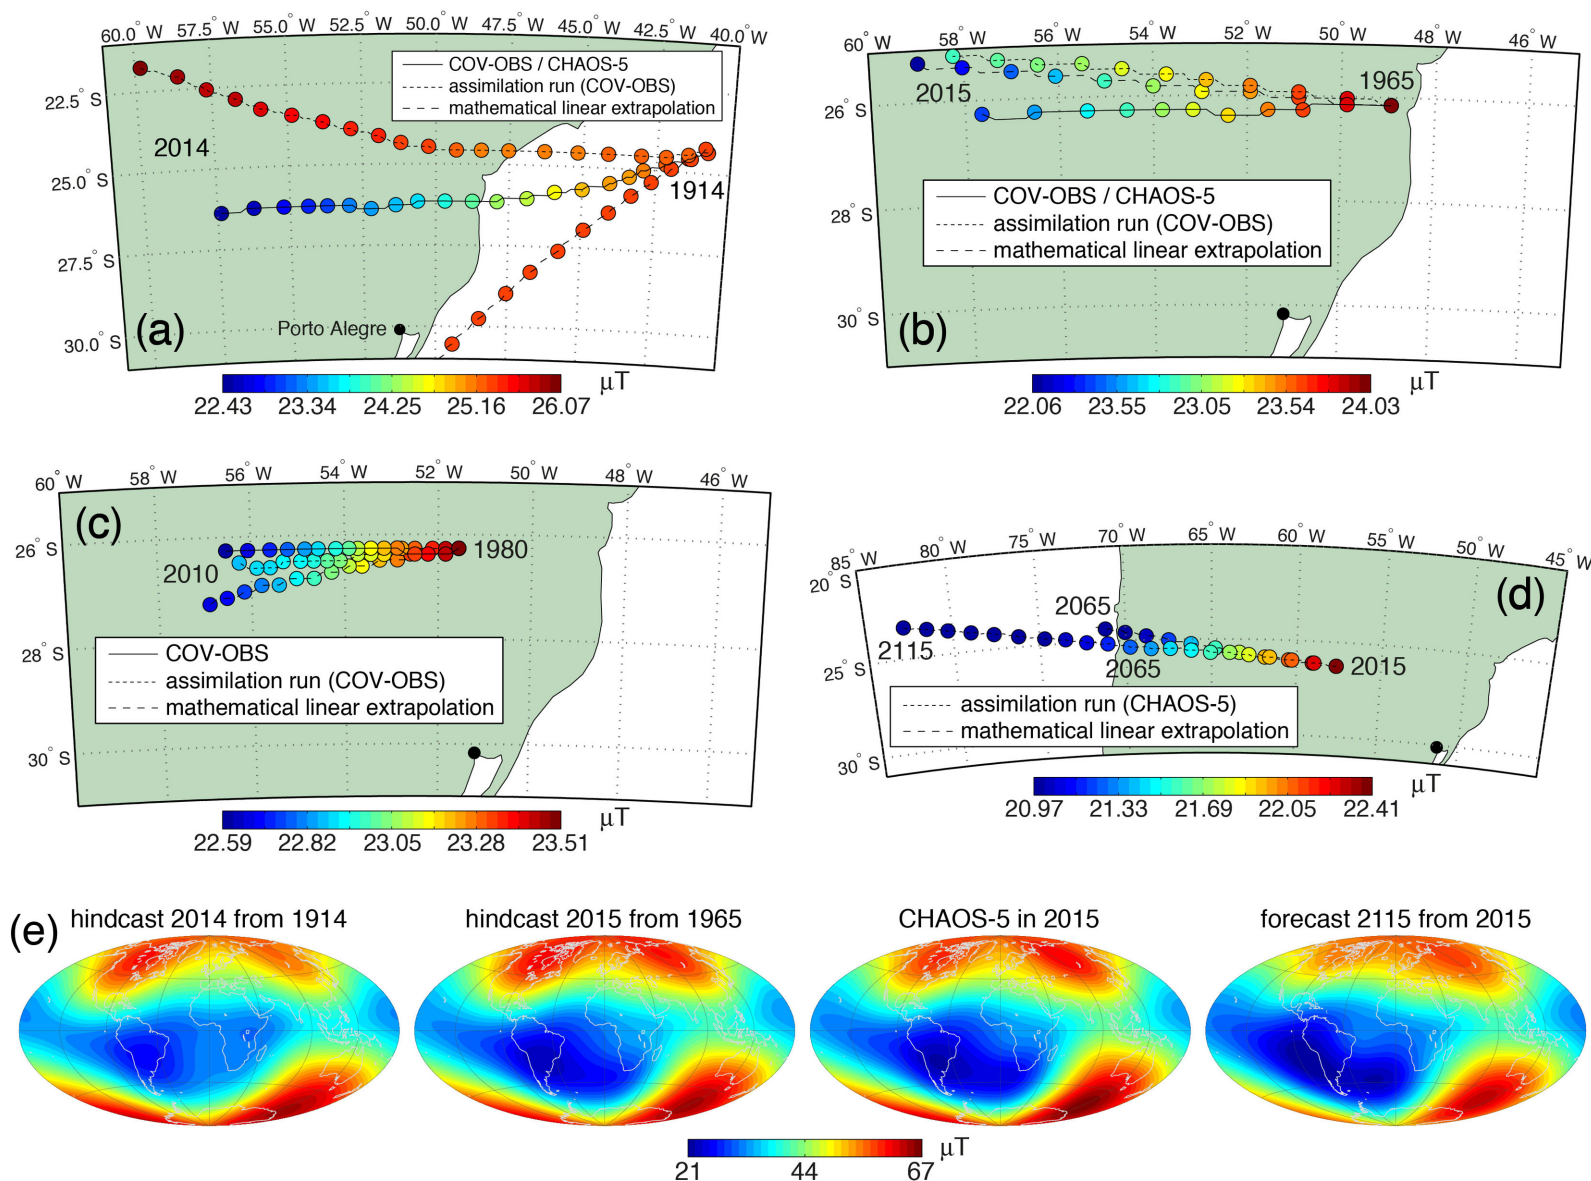 60.0° W 57.5° W 55.0° W 52.5° W 50.0° W 47.5° W 45.0° W 42.5° W 40.0° W
22.5° S
25.0° S
27.5° S
30.0° S
COV-OBS / CHAOS-5
assimilation run (COV-OBS)
mathematical linear extrapolation
2014
1914
Porto Alegre
(a)
µT
22.43 23.34 24.25 25.16 26.07
60° W 58° W 56° W 54° W 52° W 50° W 48° W 46° W
26° S
28° S
30° S
2015
1965
COV-OBS / CHAOS-5
assimilation run (COV-OBS)
mathematical linear extrapolation
(b)
µT
22.06 23.55 23.05 23.54 24.03
60° W 58° W 56° W 54° W 52° W 50° W 48° W 46° W
(c)
26° S
28° S
30° S
1980
2010
COV-OBS
assimilation run (COV-OBS)
mathematical linear extrapolation
µT
22.59 22.82 23.05 23.28 23.51
85° W 80° W 75° W 70° W 65° W 60° W 55° W 50° W 45° W
20° S
25° S
30° S
(d)
2065
2115
2065
2015
assimilation run (CHAOS-5)
mathematical linear extrapolation
µT
20.97 21.33 21.69 22.05 22.41
(e)
hindcast 2014 from 1914
hindcast 2015 from 1965
CHAOS-5 in 2015
forecast 2115 from 2015
µT
21 44 67